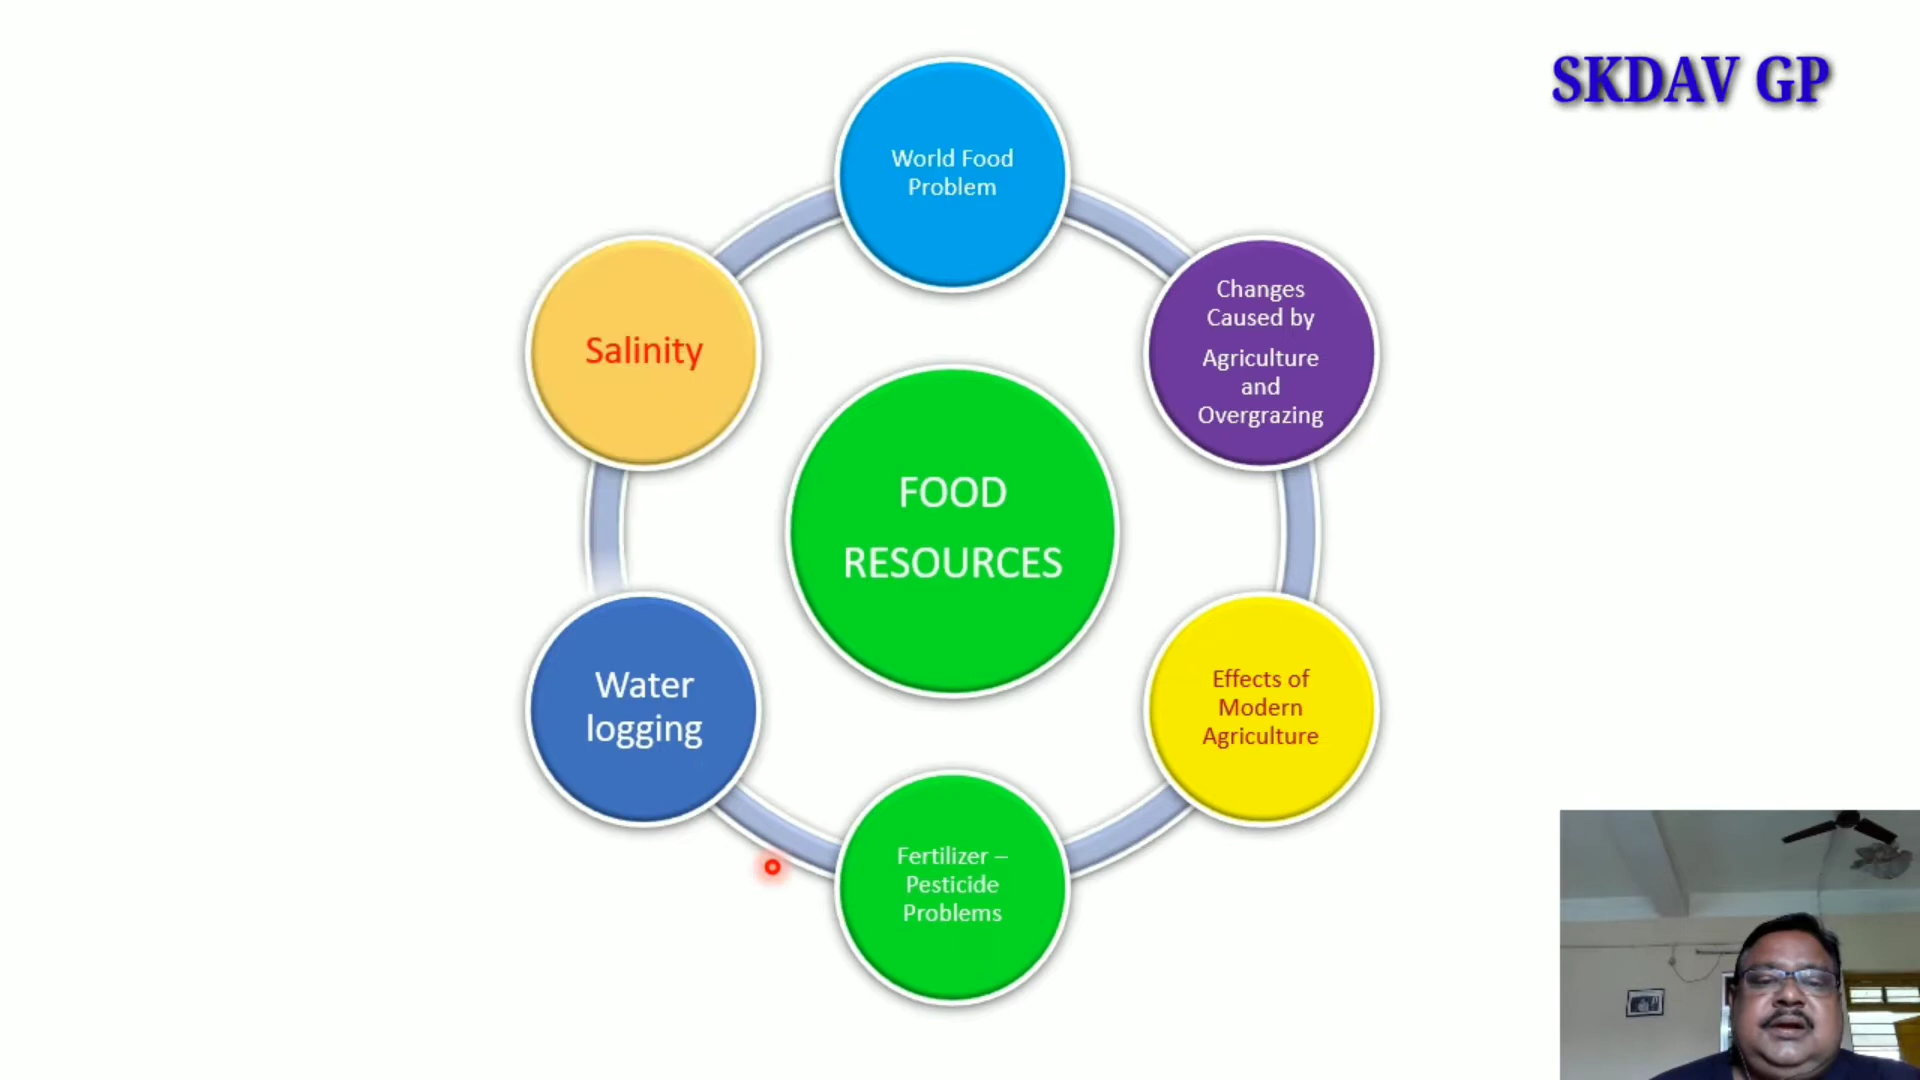 SKDAV GP
World Food
Problem
Changes
Caused by
Agriculture
and
Overgrazing
Salinity
FOOD
RESOURCES
Water
logging
Effects of
Modern
Agriculture
Fertilizer –
Pesticide
Problems